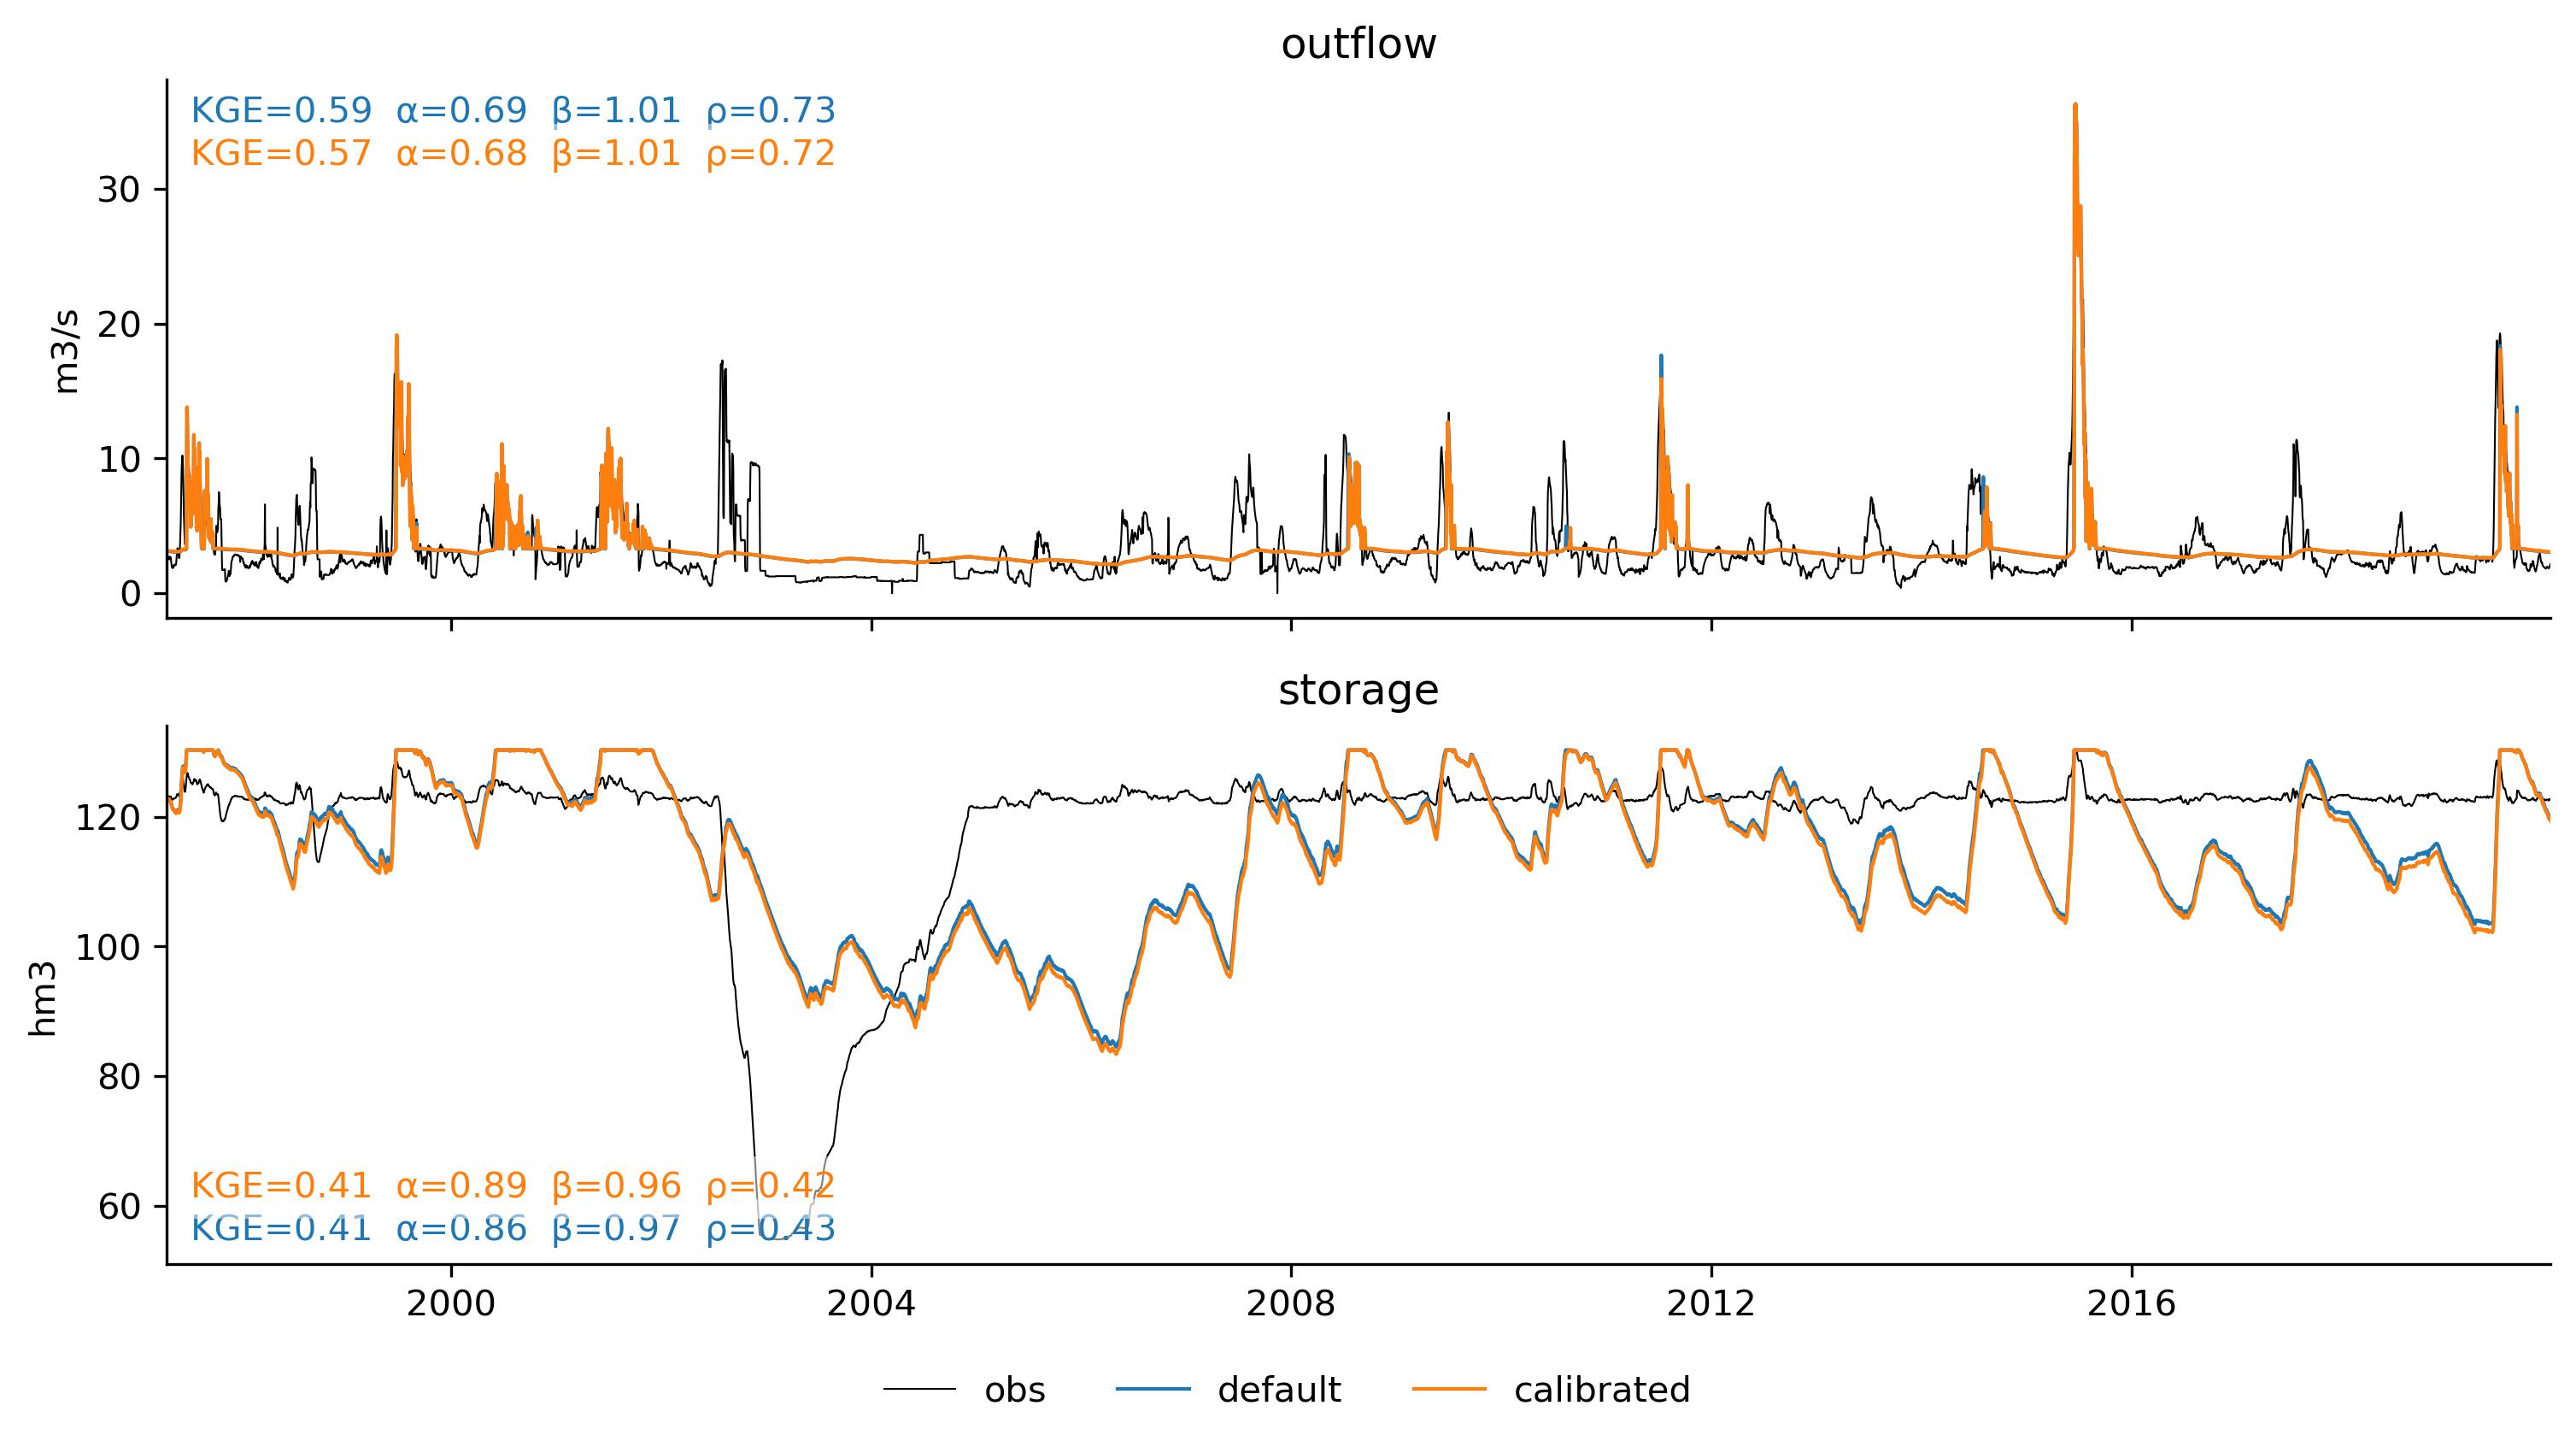 outflow
KGE=0.59 α=0.69 β=1.01 ρ=0.73
KGE=0.57 α=0.68 β=1.01 ρ=0.72
30
20
10
0
m3/s
storage
120
100
80
60
hm3
KGE=0.41 α=0.89 β=0.96 ρ=0.42
KGE=0.41 α=0.86 β=0.97 ρ=0.43
2000 2004 2008 2012 2016
obs default calibrated